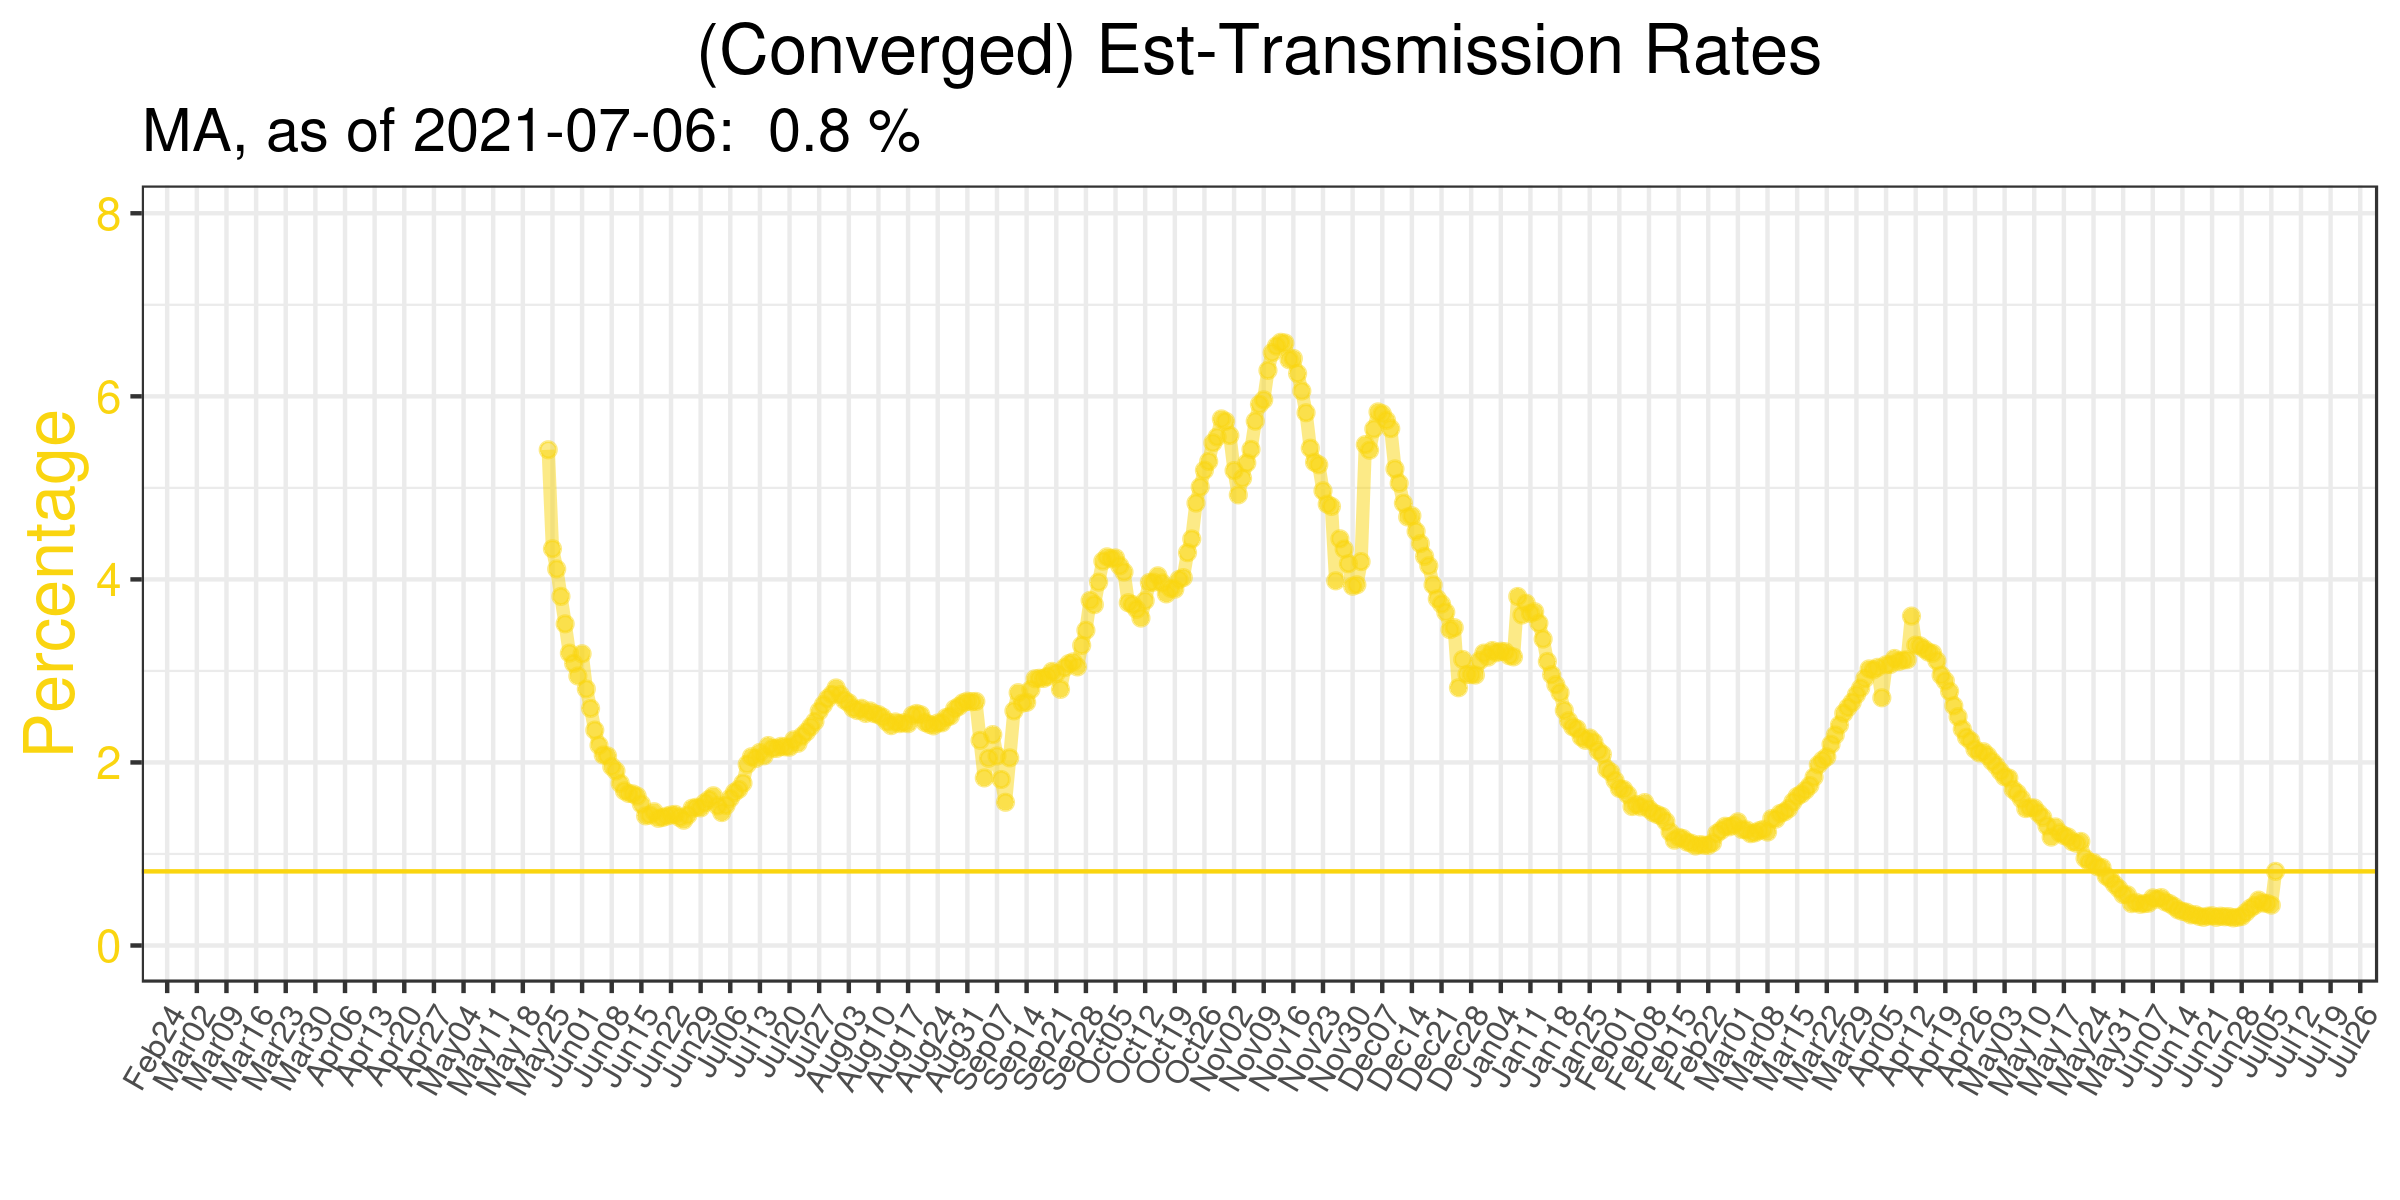 (Converged) Est-Transmission Rates
MA, as of 2021-07-06:  0.8 %
Percentage
8
6
4
2
0
Feb24
Mar02
Mar09
Mar16
Mar23
Mar30
Apr06
Apr13
Apr20
Apr27
May04
May11
May18
May25
Jun01
Jun08
Jun15
Jun22
Jun29
Jul06
Jul13
Jul20
Jul27
Aug03
Aug10
Aug17
Aug24
Aug31
Sep07
Sep14
Sep21
Sep28
Oct05
Oct12
Oct19
Oct26
Nov02
Nov09
Nov16
Nov23
Nov30
Dec07
Dec14
Dec21
Dec28
Jan04
Jan11
Jan18
Jan25
Feb01
Feb08
Feb15
Feb22
Mar01
Mar08
Mar15
Mar22
Mar29
Apr05
Apr12
Apr19
Apr26
May03
May10
May17
May24
May31
Jun07
Jun14
Jun21
Jun28
Jul05
Jul12
Jul19
Jul26